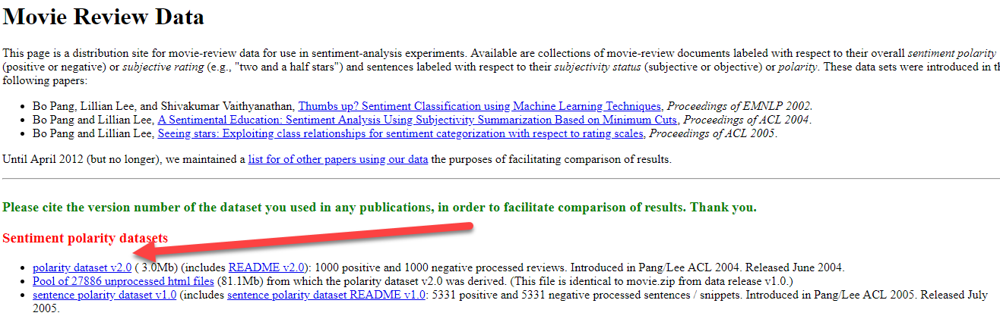 Movie Review Data
This page is a distribution site for movie-review data for use in sentiment-analysis experiments. Available are collections of movie-review documents labeled with respect to their overall sentiment polarity
(positive or negative) or subjective rating (e.g., "two and a half stars") and sentences labeled with respect to their subjectivity status (subjective or objective) or polarity. These data sets were introduced in
following papers:
• Bo Pang, Lillian Lee, and Shivakumar Vaithyanathan, Thumbs up? Sentiment Classification using Machine Learning Techniques, Proceedings of EMNLP 2002.
• Bo Pang and Lillian Lee, A Sentimental Education: Sentiment Analysis Using Subjectivity Summarization Based on Minimum Cuts, Proceedings of ACL 2004.
• Bo Pang and Lillian Lee, Seeing stars: Exploiting class relationships for sentiment categorization with respect to rating scales, Proceedings of ACL 2005.
Until April 2012 (but no longer), we maintained a list for of other papers using our data the purposes of facilitating comparison of results.
Please cite the version number of the dataset you used in any publications, in order to facilitate comparison of results. Thank you.
Sentiment polarity datasets
• polarity dataset v2.0 ( 3.0Mb) (includes README v2.0): 1000 positive and 1000 negative processed reviews. Introduced in Pang/Lee ACL 2004. Released June 2004.
• Pool of 27886 unprocessed html files (81.1Mb) from which the polarity dataset v2.0 was derived. (This file is identical to movie.zip from data release v1.0.)
• sentence polarity dataset v1.0 (includes sentence polarity dataset README v1.0: 5331 positive and 5331 negative processed sentences / snippets. Introduced in Pang/Lee ACL 2005. Released July
2005.